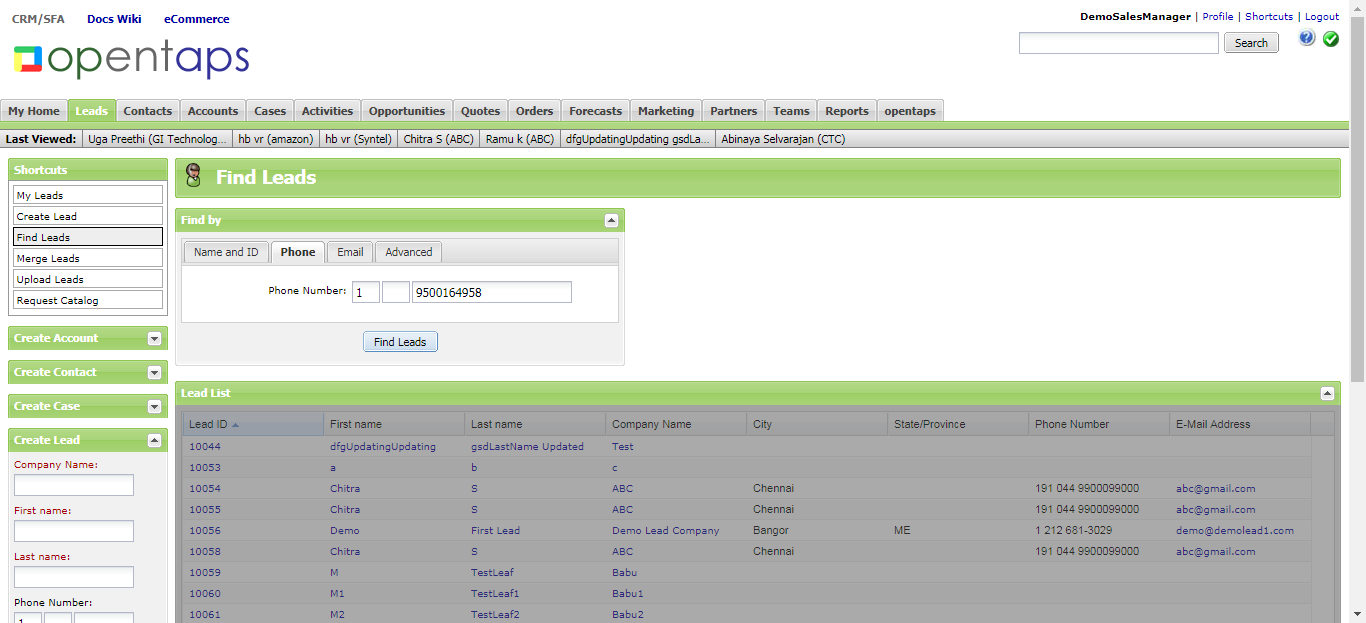 CRM/SFA Docs Wiki eCommerce
DemoSalesManager | Profile | Shortcuts | Logout
opentaps
Search
My Home Leads Contacts Accounts Cases Activities Opportunities Quotes Orders Forecasts Marketing Partners Teams Reports opentaps
Last Viewed: Uga Preethi (GI Technolog... hb vr (amazon) hb vr (Syntel) Chitra S (ABC) Ramu k (ABC) dfgUpdatingUpdating gsdLa... Abinaya Selvarajan (CTC)
Shortcuts
My Leads
Create Lead
Find Leads
Merge Leads
Upload Leads
Request Catalog
Create Account
Create Contact
Create Case
Create Lead
Company Name:
First name:
Last name:
Phone Number:
1
Find Leads
Find by
Name and ID Phone Email Advanced
Phone Number: 1 9500164958
Find Leads
Lead List
Lead ID First name Last name Company Name City State/Province Phone Number E-Mail Address
10044 dfgUpdatingUpdating gsdLastName Updated Test
10053 a b c
10054 Chitra S ABC Chennai 191 044 9900099000 abc@gmail.com
10055 Chitra S ABC Chennai 191 044 9900099000 abc@gmail.com
10056 Demo First Lead Demo Lead Company Bangor ME 1 212 681-3029 demo@demolead1.com
10058 Chitra S ABC Chennai 191 044 9900099000 abc@gmail.com
10059 M TestLeaf Babu
10060 M1 TestLeaf1 Babu1
10061 M2 TestLeaf2 Babu2